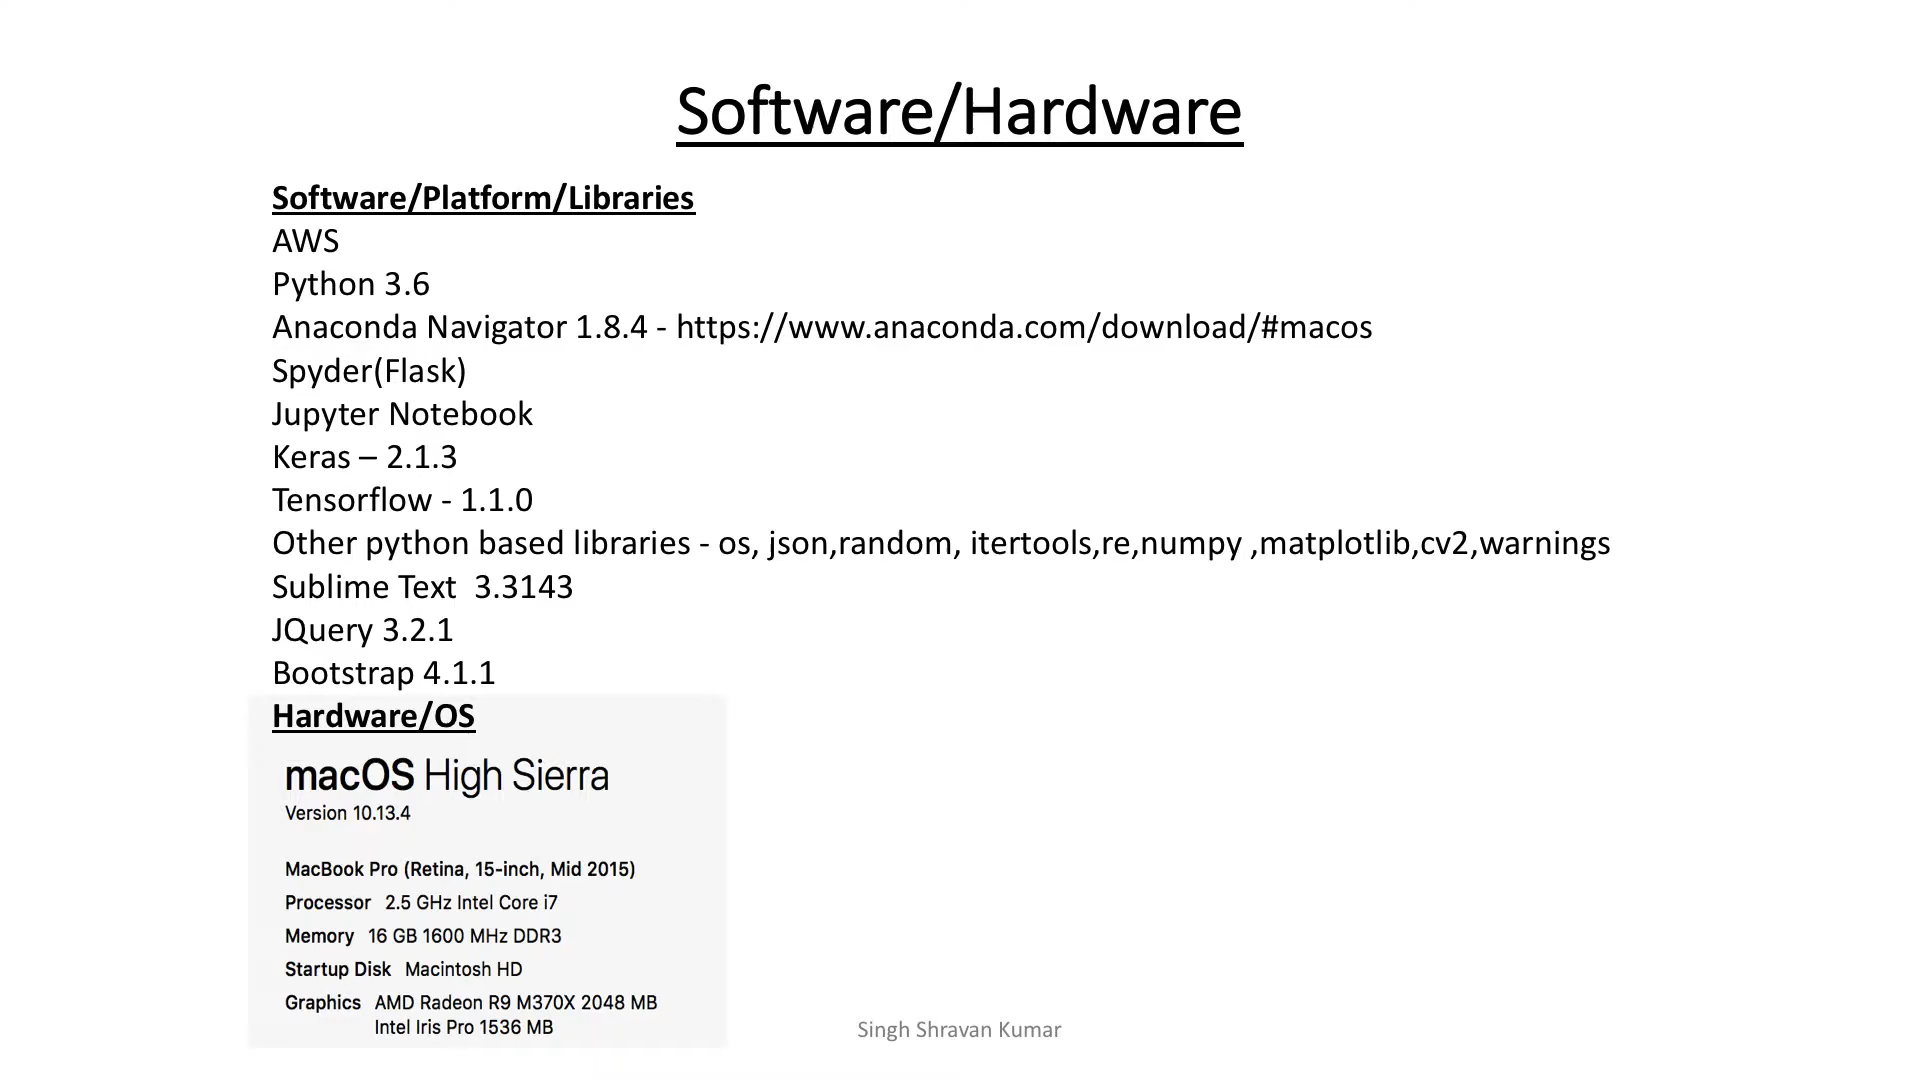 Software/Hardware
Software/Platform/Libraries
AWS
Python 3.6
Anaconda Navigator 1.8.4 - https://www.anaconda.com/download/#macos
Spyder(Flask)
Jupyter Notebook
Keras – 2.1.3
Tensorflow - 1.1.0
Other python based libraries - os, json,random, itertools,re,numpy ,matplotlib,cv2,warnings
Sublime Text  3.3143
JQuery 3.2.1
Bootstrap 4.1.1
Hardware/OS
macOS High Sierra
Version 10.13.4
MacBook Pro (Retina, 15-inch, Mid 2015)
Processor 2.5 GHz Intel Core i7
Memory 16 GB 1600 MHz DDR3
Startup Disk Macintosh HD
Graphics AMD Radeon R9 M370X 2048 MB
Intel Iris Pro 1536 MB
Singh Shravan Kumar